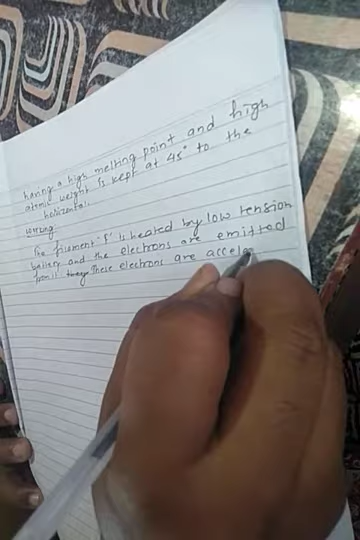 having a high melting point and high
atomic weight is kept at 45° to the
horizontal.
working:
The filament 'F' is heated by low tension
battery and the electrons are emitted
from it. These electrons are accele